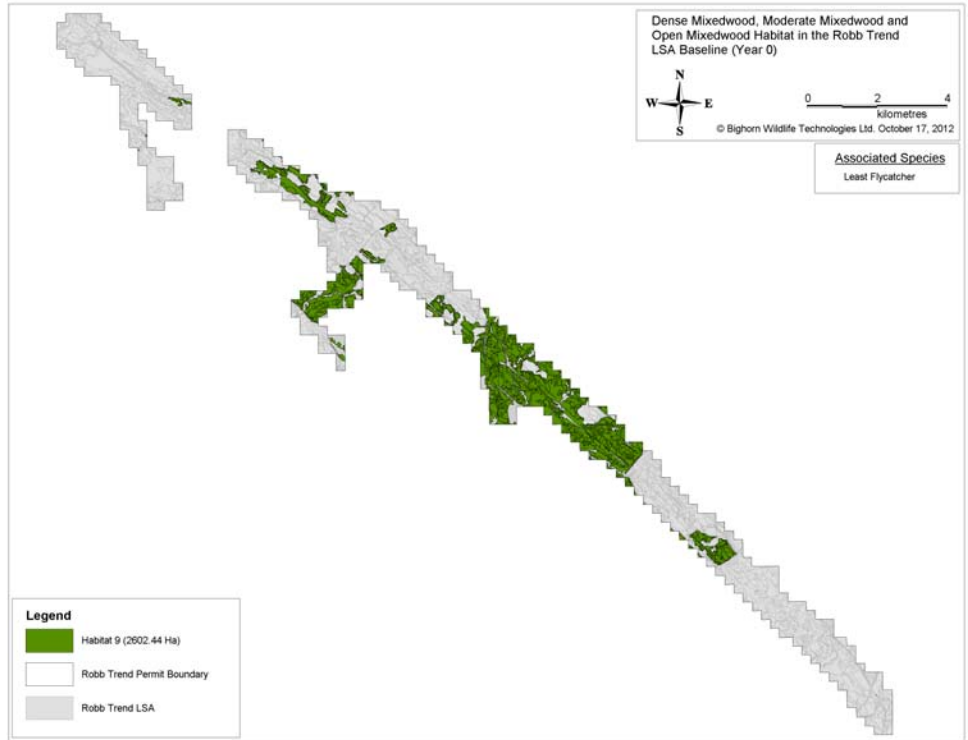 Dense Mixedwood, Moderate Mixedwood and
Open Mixedwood Habitat in the Robb Trend
LSA Baseline (Year 0)
N
W E
S
0 2 4
kilometres
© Bighorn Wildlife Technologies Ltd. October 17, 2012
Associated Species
Least Flycatcher
Legend
Habitat 9 (2602.44 Ha)
Robb Trend Permit Boundary
Robb Trend LSA